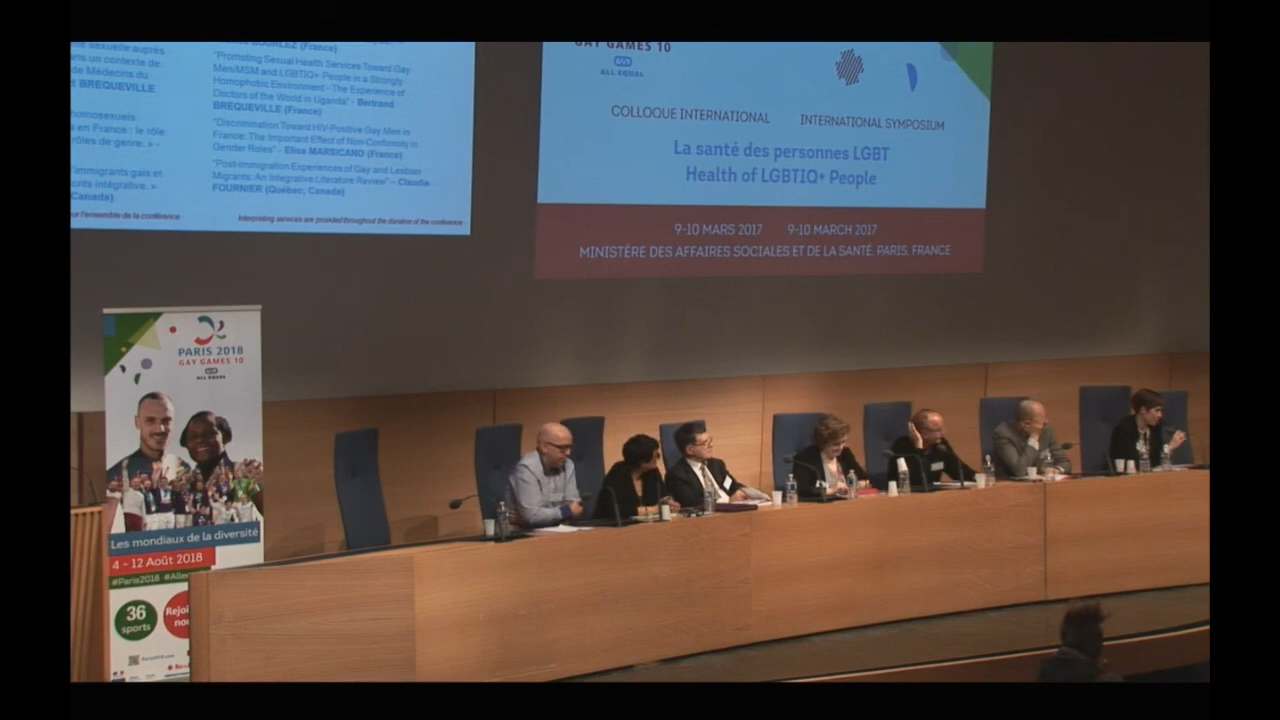 sexuelle auprès
dans un contexte de
de Médecins du
BREQUEVILLE
homosexuels
en France : le rôle
rôles de genre. » -
immigrants gais et
intégrative. »
Canada)
l'ensemble de la conférence
(France)
"Promoting Sexual Health Services Toward Gay
Men/MSM and LGBTIQ+ People in a Strongly
Homophobic Environment - The Experience of
Doctors of the World in Uganda" - Bertrand
BREQUEVILLE (France)
"Discrimination Toward HIV-Positive Gay Men in
France: The Important Effect of Non-Conformity in
Gender Roles" - Elise MARSICANO (France)
"Post-immigration Experiences of Gay and Lesbian
Migrants: An Integrative Literature Review" – Claudia
FOURNIER (Québec, Canada)
Interpreting services are provided throughout the duration of the conference
GAY GAMES 10
ALL EQUAL
COLLOQUE INTERNATIONAL
INTERNATIONAL SYMPOSIUM
La santé des personnes LGBT
Health of LGBTIQ+ People
9-10 MARS 2017
9-10 MARCH 2017
MINISTÈRE DES AFFAIRES SOCIALES ET DE LA SANTÉ, PARIS, FRANCE
PARIS 2018
GAY GAMES 10
ALL EQUAL
Les mondiaux de la diversité
4 - 12 Août 2018
#Paris2018
36
sports